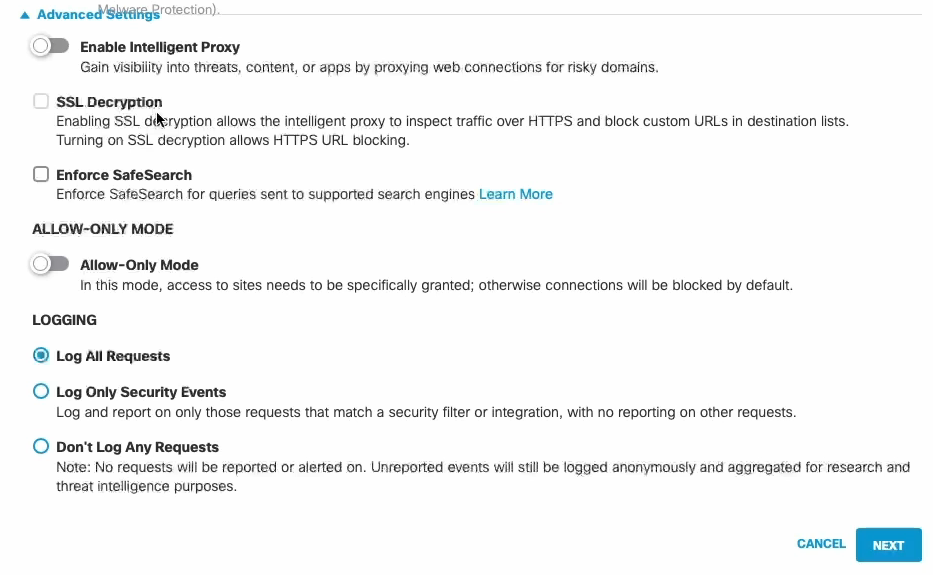 Malware Protection).
Advanced Settings
Enable Intelligent Proxy
Gain visibility into threats, content, or apps by proxying web connections for risky domains.
SSL Decryption
Enabling SSL decryption allows the intelligent proxy to inspect traffic over HTTPS and block custom URLs in destination lists.
Turning on SSL decryption allows HTTPS URL blocking.
Enforce SafeSearch
Enforce SafeSearch for queries sent to supported search engines Learn More
ALLOW-ONLY MODE
Allow-Only Mode
In this mode, access to sites needs to be specifically granted; otherwise connections will be blocked by default.
LOGGING
Log All Requests
Log Only Security Events
Log and report on only those requests that match a security filter or integration, with no reporting on other requests.
Don't Log Any Requests
Note: No requests will be reported or alerted on. Unreported events will still be logged anonymously and aggregated for research and
threat intelligence purposes.
CANCEL
NEXT